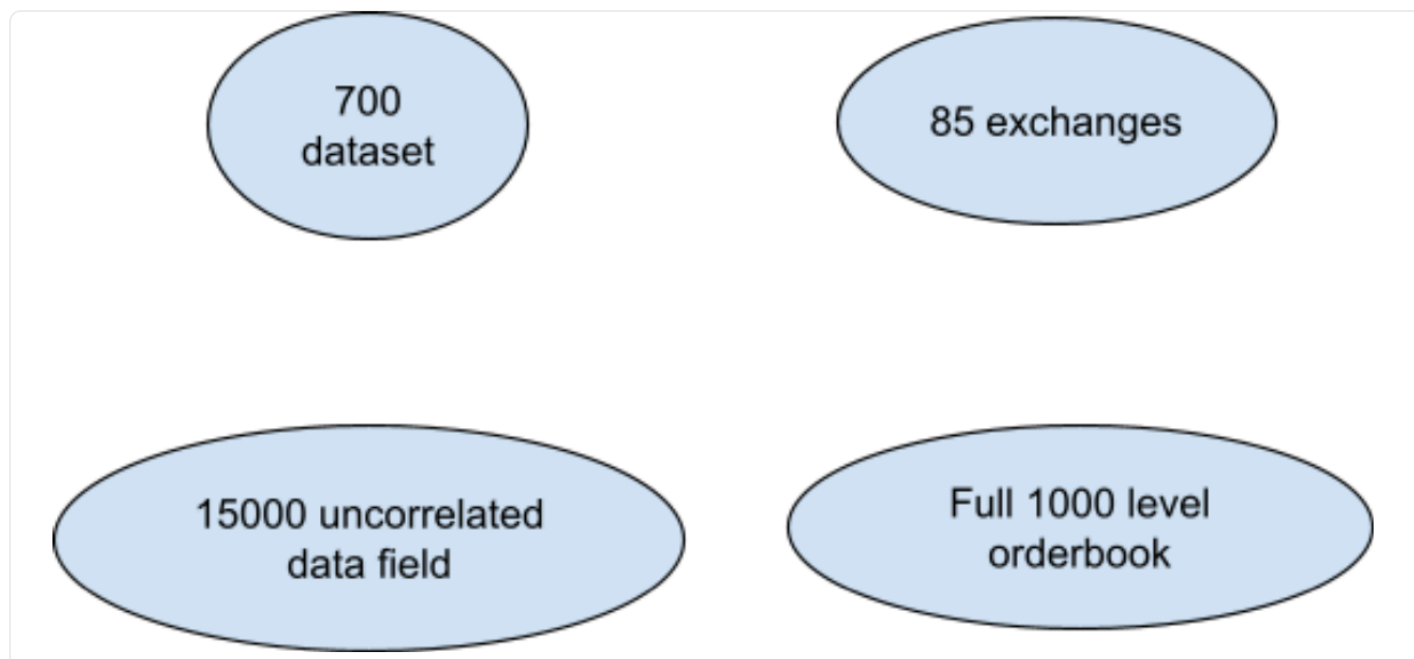 700
dataset
85 exchanges
15000 uncorrelated
data field
Full 1000 level
orderbook